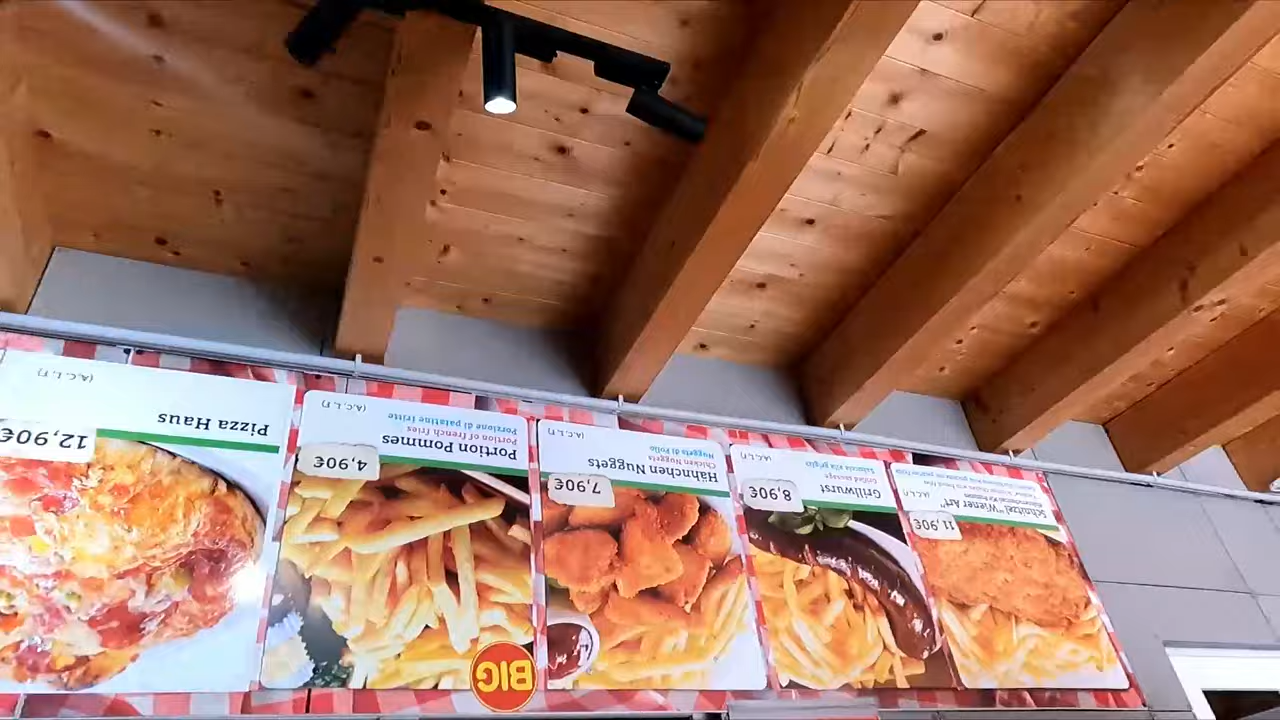 Pizza Haus
(A, C, L, F)
12,90€
Portion Pommes
Portion of french fries
Porzione di patatine fritte
(A, C, L, F)
4,90€
BIG
Hähnchen Nuggets
Chicken Nuggets
Nuggets di Pollo
(A, C, L, F)
7,90€
Grillwurst
Grilled sausage
Salsiccia alla griglia
(A, C, L, F)
8,90€
Schnitzel "Wiener Art"
11,90€